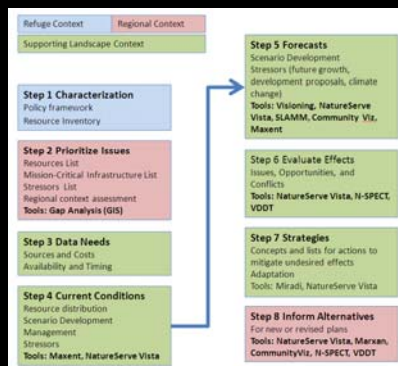 Refuge Context
Regional Context
Supporting Landscape Context
Step 1 Characterization
Policy framework
Resource Inventory
Step 2 Prioritize Issues
Resources List
Mission-Critical Infrastructure List
Stressors List
Regional context assessment
Tools: Gap Analysis (GIS)
Step 3 Data Needs
Sources and Costs
Availability and Timing
Step 4 Current Conditions
Resource distribution
Scenario Development
Management
Stressors
Tools: Maxent, NatureServe Vista
Step 5 Forecasts
Scenario Development
Stressors (future growth,
development proposals, climate
change)
Tools: Visioning, NatureServe
Vista, SLAMM, Community Viz,
Maxent
Step 6 Evaluate Effects
Issues, Opportunities, and
Conflicts
Tools: NatureServe Vista, N-SPECT,
VDDT
Step 7 Strategies
Concepts and lists for actions to
mitigate undesired effects
Adaptation
Tools: Miradi, NatureServe Vista
Step 8 Inform Alternatives
For new or revised plans
Tools: NatureServe Vista, Marxan,
CommunityViz, N-SPECT, VDDT